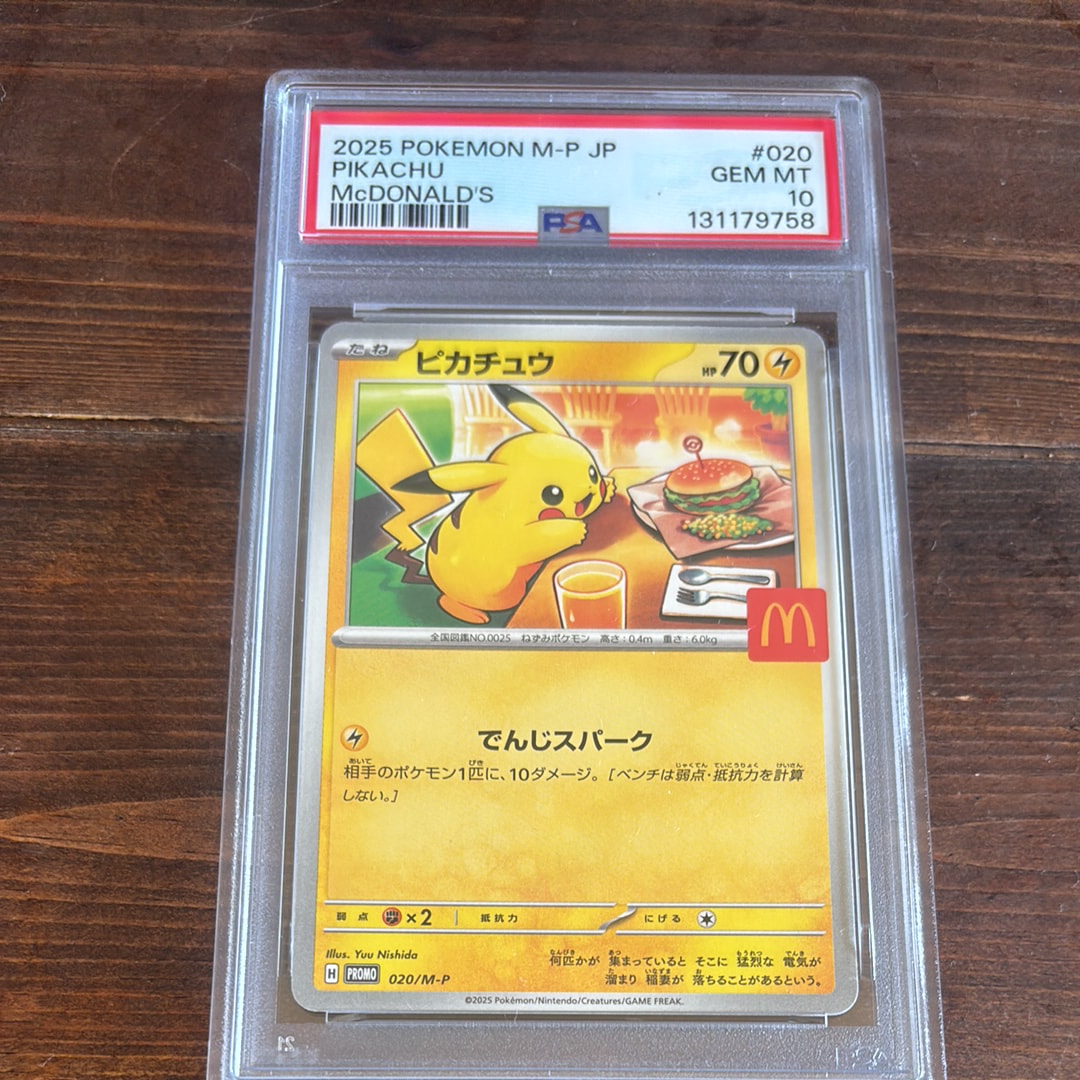 2025 POKEMON M-P JP #020
PIKACHU GEM MT
McDONALD'S 10
PSA 131179758
たね ピカチュウ HP70
全国図鑑NO.0025 ねずみポケモン 高さ:0.4m 重さ:6.0kg
でんじスパーク
相手のポケモン1匹に、10ダメージ。[ベンチは弱点・抵抗力を計算
しない。]
弱点 ×2 抵抗力 にげる
Illus. Yuu Nishida
H PROMO 020/M-P
何匹かが 集まっていると そこに 猛烈な 電気が
溜まり 稲妻が 落ちることがあるという。
©2025 Pokémon/Nintendo/Creatures/GAME FREAK.